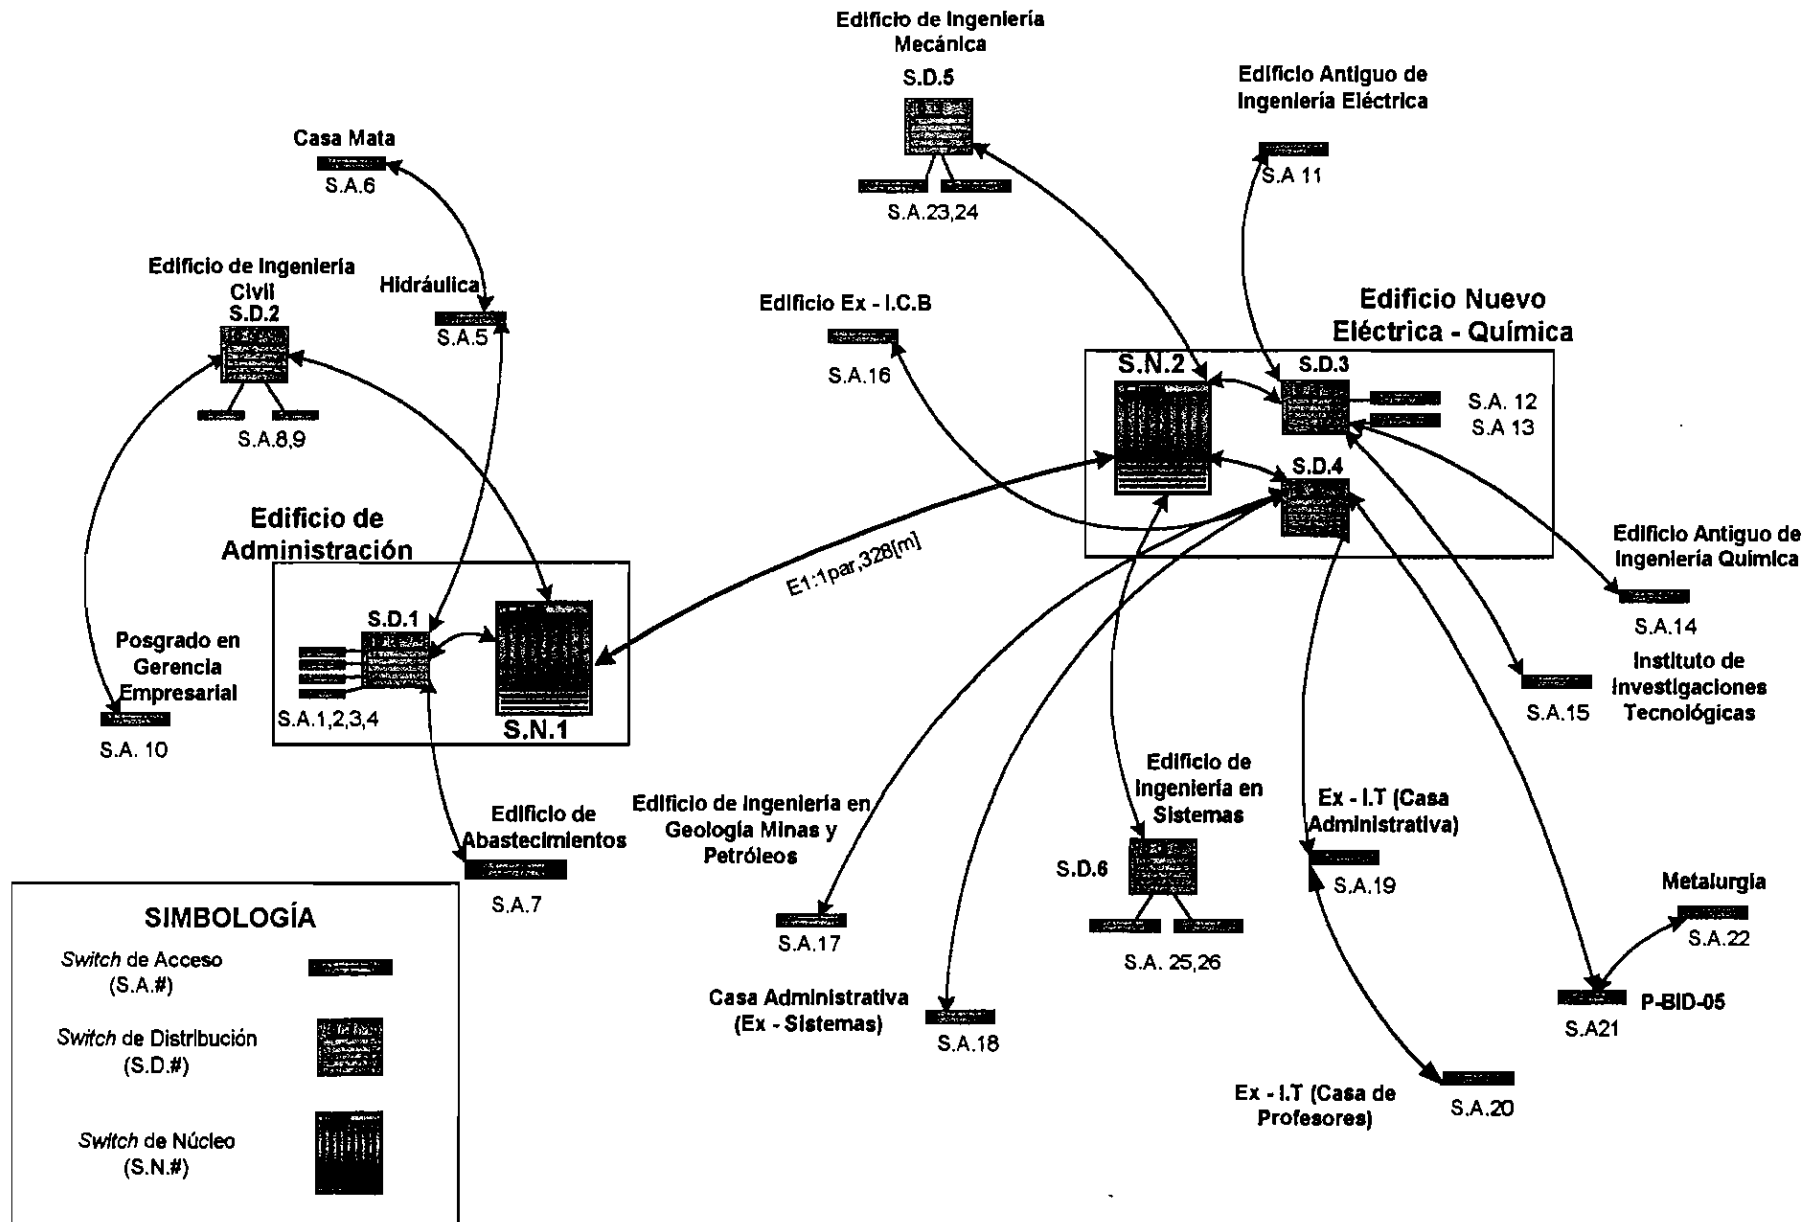 Edificio de Ingeniería
Mecánica
S.D.5
S.A.23,24
Edificio Antiguo de
Ingeniería Eléctrica
S.A 11
Casa Mata
S.A.6
Edificio de Ingeniería
Civil
S.D.2
S.A.8,9
Hidráulica
S.A.5
Edificio Ex - I.C.B
S.A.16
Edificio Nuevo
Eléctrica - Química
S.N.2
S.D.3
S.A. 12
S.A 13
S.D.4
Edificio de
Administración
S.D.1
S.A.1,2,3,4
S.N.1
E1:1par,328[m]
Edificio Antiguo de
Ingeniería Química
S.A.14
Posgrado en
Gerencia
Empresarial
S.A. 10
Instituto de
Investigaciones
Tecnológicas
S.A.15
Edificio de
Abastecimientos
S.A.7
Edificio de Ingeniería en
Geología Minas y
Petróleos
S.A.17
Edificio de
Ingeniería en
Sistemas
S.D.6
S.A. 25,26
Ex - I.T (Casa
Administrativa)
S.A.19
Metalurgia
S.A.22
Casa Administrativa
(Ex - Sistemas)
S.A.18
P-BID-05
S.A21
Ex - I.T (Casa de
Profesores)
S.A.20
SIMBOLOGÍA
Switch de Acceso
(S.A.#)
Switch de Distribución
(S.D.#)
Switch de Núcleo
(S.N.#)